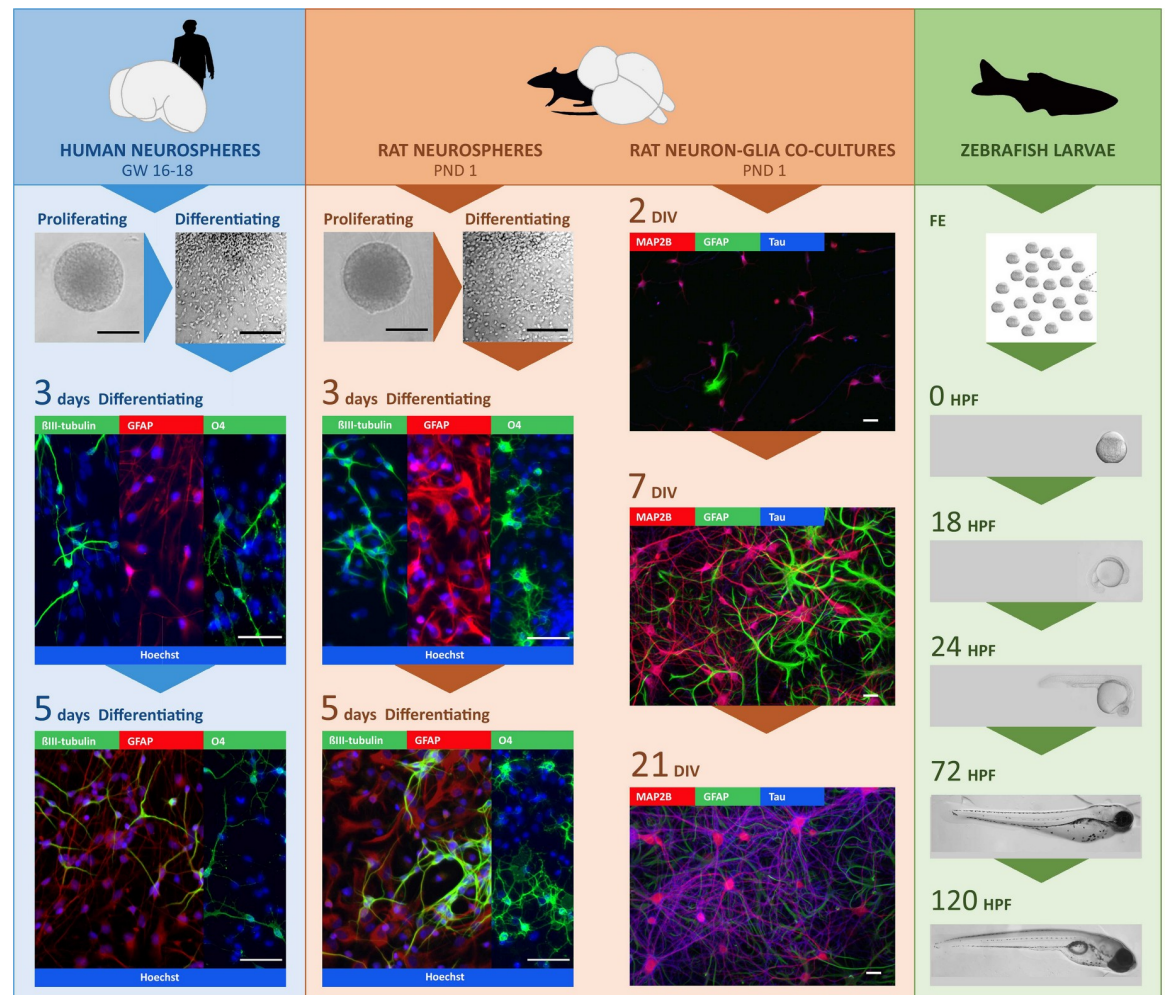 HUMAN NEUROSPHERES
GW 16-18
RAT NEUROSPHERES
PND 1
RAT NEURON-GLIA CO-CULTURES
PND 1
ZEBRAFISH LARVAE
Proliferating Differentiating
3 days Differentiating
ßIII-tubulin GFAP O4
Hoechst
5 days Differentiating
ßIII-tubulin GFAP O4
Hoechst
Proliferating Differentiating
3 days Differentiating
ßIII-tubulin GFAP O4
Hoechst
5 days Differentiating
ßIII-tubulin GFAP O4
Hoechst
2 DIV
MAP2B GFAP Tau
7 DIV
MAP2B GFAP Tau
21 DIV
MAP2B GFAP Tau
FE
0 HPF
18 HPF
24 HPF
72 HPF
120 HPF